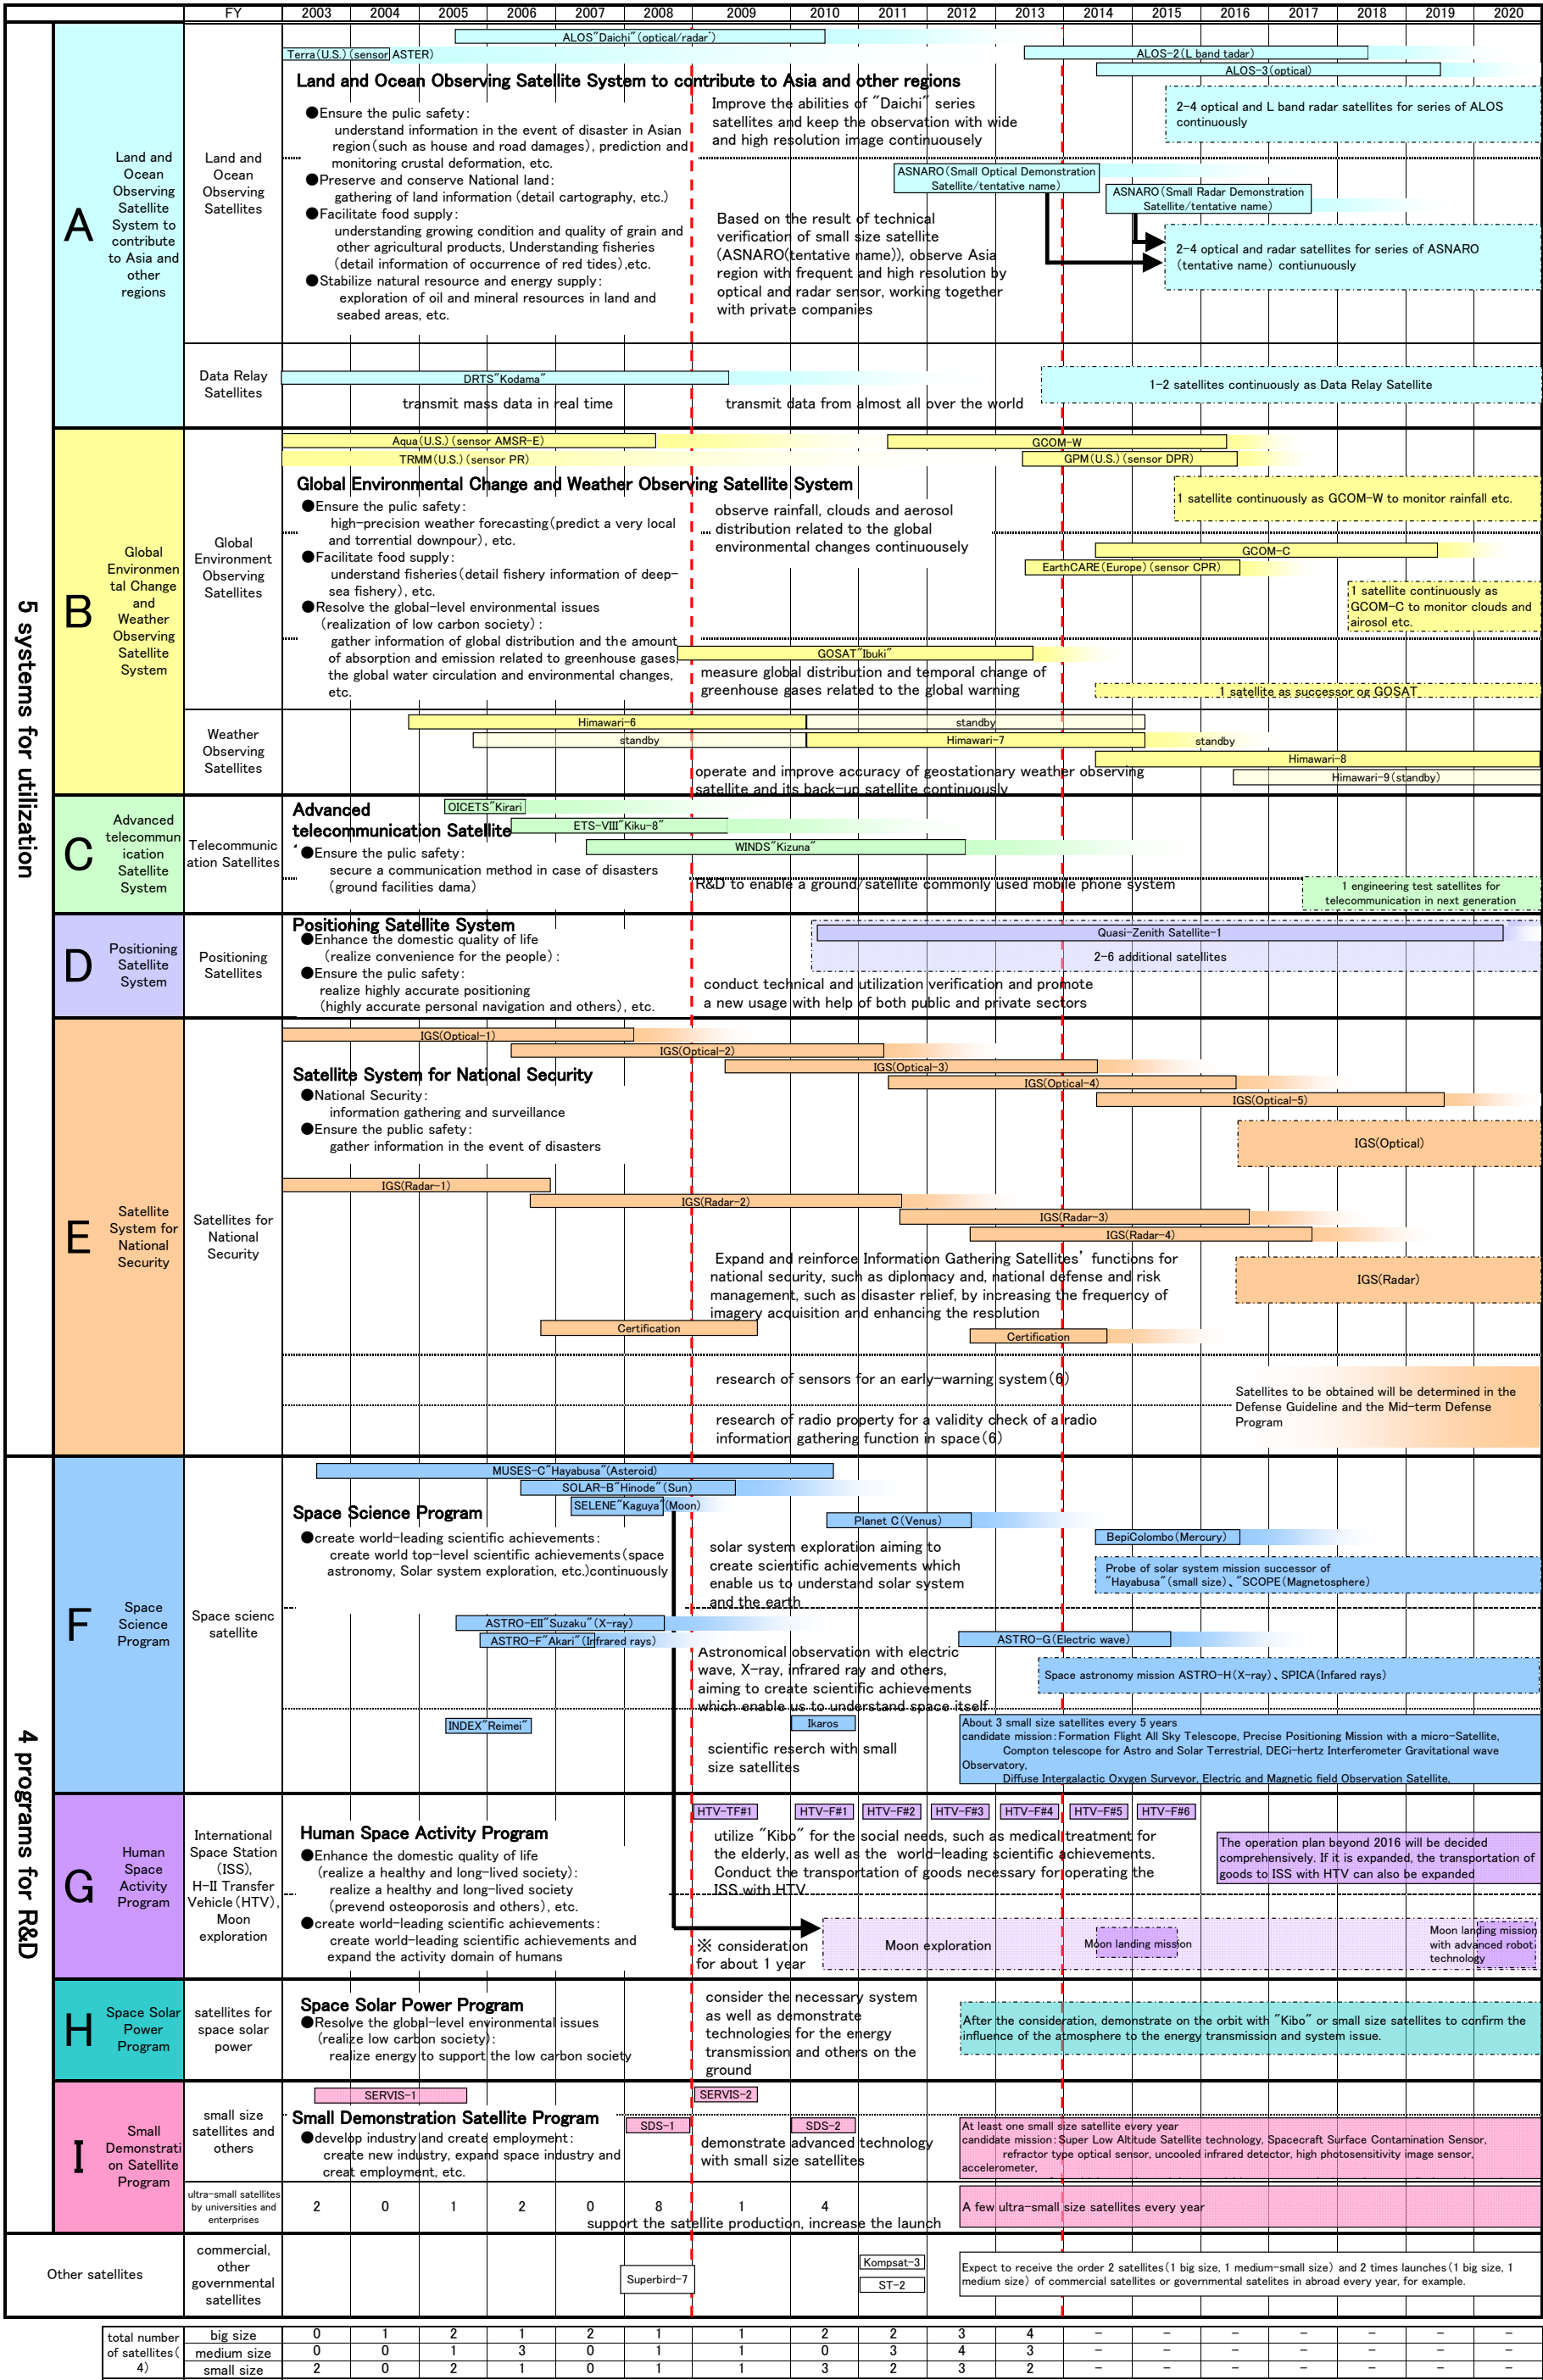 FY 2003 2004 2005 2006 2007 2008 2009 2010 2011 2012 2013 2014 2015 2016 2017 2018 2019 2020
5 systems for utilization
A
Land and
Ocean
Observing
Satellite
System to
contribute
to Asia and
other
regions
Land and
Ocean
Observing
Satellites
ALOS"Daichi"(optical/radar')
Terra(U.S.)(sensor ASTER)
ALOS-2(L band tadar)
ALOS-3(optical)
Land and Ocean Observing Satellite System to contribute to Asia and other regions
●Ensure the pulic safety:
understand information in the event of disaster in Asian
region(such as house and road damages), prediction and
monitoring crustal deformation, etc.
●Preserve and conserve National land:
gathering of land information (detail cartography, etc.)
●Facilitate food supply:
understanding growing condition and quality of grain and
other agricultural products, Understanding fisheries
(detail information of occurrence of red tides),etc.
●Stabilize natural resource and energy supply:
exploration of oil and mineral resources in land and
seabed areas, etc.
Improve the abilities of "Daichi" series
satellites and keep the observation with wide
and high resolution image continuousely
2-4 optical and L band radar satellites for series of ALOS
continuously
ASNARO(Small Optical Demonstration
Satellite/tentative name)
ASNARO(Small Radar Demonstration
Satellite/tentative name)
Based on the result of technical
verification of small size satellite
(ASNARO(tentative name)), observe Asia
region with frequent and high resolution by
optical and radar sensor, working together
with private companies
2-4 optical and radar satellites for series of ASNARO
(tentative name) contiunuously
Data Relay
Satellites
DRTS"Kodama"
transmit mass data in real time
transmit data from almost all over the world
1-2 satellites continuously as Data Relay Satellite
B
Global
Environmen
tal Change
and
Weather
Observing
Satellite
System
Global
Environment
Observing
Satellites
Aqua(U.S.)(sensor AMSR-E)
TRMM(U.S.)(sensor PR)
GCOM-W
GPM(U.S.)(sensor DPR)
Global Environmental Change and Weather Observing Satellite System
●Ensure the pulic safety:
high-precision weather forecasting(predict a very local
and torrential downpour), etc.
●Facilitate food supply:
understand fisheries(detail fishery information of deep-
sea fishery), etc.
●Resolve the global-level environmental issues
(realization of low carbon society):
gather information of global distribution and the amount
of absorption and emission related to greenhouse gases,
the global water circulation and environmental changes,
etc.
observe rainfall, clouds and aerosol
distribution related to the global
environmental changes continuousely
1 satellite continuously as GCOM-W to monitor rainfall etc.
GCOM-C
EarthCARE(Europe)(sensor CPR)
1 satellite continuously as
GCOM-C to monitor clouds and
airosol etc.
GOSAT"Ibuki"
measure global distribution and temporal change of
greenhouse gases related to the global warning
1 satellite as successor og GOSAT
Weather
Observing
Satellites
Himawari-6
standby
standby
Himawari-7
standby
Himawari-8
Himawari-9(standby)
operate and improve accuracy of geostationary weather observing
satellite and its back-up satellite continuously
C
Advanced
telecommun
ication
Satellite
System
Telecommunic
ation Satellites
Advanced
telecommunication Satellite
OICETS"Kirari
ETS-VIII"Kiku-8"
WINDS"Kizuna"
●Ensure the pulic safety:
secure a communication method in case of disasters
(ground facilities dama)
R&D to enable a ground/satellite commonly used mobile phone system
1 engineering test satellites for
telecommunication in next generation
D
Positioning
Satellite
System
Positioning
Satellites
Positioning Satellite System
●Enhance the domestic quality of life
(realize convenience for the people):
●Ensure the pulic safety:
realize highly accurate positioning
(highly accurate personal navigation and others), etc.
Quasi-Zenith Satellite-1
2-6 additional satellites
conduct technical and utilization verification and promote
a new usage with help of both public and private sectors
E
Satellite
System for
National
Security
Satellites for
National
Security
IGS(Optical-1)
IGS(Optical-2)
IGS(Optical-3)
IGS(Optical-4)
IGS(Optical-5)
IGS(Optical)
Satellite System for National Security
●National Security:
information gathering and surveillance
●Ensure the public safety:
gather information in the event of disasters
IGS(Radar-1)
IGS(Radar-2)
IGS(Radar-3)
IGS(Radar-4)
IGS(Radar)
Expand and reinforce Information Gathering Satellites' functions for
national security, such as diplomacy and, national defense and risk
management, such as disaster relief, by increasing the frequency of
imagery acquisition and enhancing the resolution
Certification
Certification
research of sensors for an early-warning system(6)
research of radio property for a validity check of a radio
information gathering function in space(6)
Satellites to be obtained will be determined in the
Defense Guideline and the Mid-term Defense
Program
4 programs for R&D
F
Space
Science
Program
Space scienc
satellite
MUSES-C"Hayabusa"(Asteroid)
SOLAR-B"Hinode"(Sun)
SELENE"Kaguya"(Moon)
Planet C(Venus)
BepiColombo(Mercury)
Space Science Program
●create world-leading scientific achievements:
create world top-level scientific achievements(space
astronomy, Solar system exploration, etc.)continuously
solar system exploration aiming to
create scientific achievements which
enable us to understand solar system
and the earth
Probe of solar system mission successor of
"Hayabusa"(small size)、"SCOPE(Magnetosphere)
ASTRO-EII"Suzaku"(X-ray)
ASTRO-F"Akari"(Infrared rays)
ASTRO-G(Electric wave)
Astronomical observation with electric
wave, X-ray, infrared ray and others,
aiming to create scientific achievements
which enable us to understand space itself
Space astronomy mission ASTRO-H(X-ray)、SPICA(Infared rays)
INDEX"Reimei"
Ikaros
scientific reserch with small
size satellites
About 3 small size satellites every 5 years
candidate mission:Formation Flight All Sky Telescope, Precise Positioning Mission with a micro-Satellite,
Compton telescope for Astro and Solar Terrestrial, DECi-hertz Interferometer Gravitational wave
Observatory,
Diffuse Intergalactic Oxygen Surveyor, Electric and Magnetic field Observation Satellite,
G
Human
Space
Activity
Program
International
Space Station
(ISS),
H-II Transfer
Vehicle(HTV),
Moon
exploration
HTV-TF#1 HTV-F#1 HTV-F#2 HTV-F#3 HTV-F#4 HTV-F#5 HTV-F#6
Human Space Activity Program
●Enhance the domestic quality of life
(realize a healthy and long-lived society):
realize a healthy and long-lived society
(prevend osteoporosis and others), etc.
●create world-leading scientific achievements:
create world-leading scientific achievements and
expand the activity domain of humans
utilize "Kibo" for the social needs, such as medical treatment for
the elderly, as well as the world-leading scientific achievements.
Conduct the transportation of goods necessary for operating the
ISS with HTV
The operation plan beyond 2016 will be decided
comprehensively. If it is expanded, the transportation of
goods to ISS with HTV can also be expanded
※ consideration
for about 1 year
Moon exploration
Moon landing mission
Moon landing mission
with advanced robot
technology
H
Space Solar
Power
Program
satellites for
space solar
power
Space Solar Power Program
●Resolve the global-level environmental issues
(realize low carbon society):
realize energy to support the low carbon society
consider the necessary system
as well as demonstrate
technologies for the energy
transmission and others on the
ground
After the consideration, demonstrate on the orbit with "Kibo" or small size satellites to confirm the
influence of the atmosphere to the energy transmission and system issue.
I
Small
Demonstrati
on Satellite
Program
small size
satellites and
others
SERVIS-1
SERVIS-2
SDS-1
SDS-2
Small Demonstration Satellite Program
●develop industry and create employment:
create new industry, expand space industry and
creat employment, etc.
demonstrate advanced technology
with small size satellites
At least one small size satellite every year
candidate mission:Super Low Altitude Satellite technology, Spacecraft Surface Contamination Sensor,
refractor type optical sensor, uncooled infrared detector, high photosensitivity image sensor,
accelerometer,
ultra-small satellites
by universities and
enterprises
2 0 1 2 0 8 1 4
support the satellite production, increase the launch
A few ultra-small size satellites every year
Other satellites
commercial,
other
governmental
satellites
Superbird-7
Kompsat-3
ST-2
Expect to receive the order 2 satellites(1 big size, 1 medium-small size) and 2 times launches(1 big size, 1
medium size) of commercial satellites or governmental satelites in abroad every year, for example.
total number
of satellites(
4)
big size 0 1 2 1 2 1 1 2 2 3 4 - - - - - - -
medium size 0 0 1 3 0 1 1 0 3 4 3 - - - - - - -
small size 2 0 2 1 0 1 1 3 2 3 2 - - - - - - -